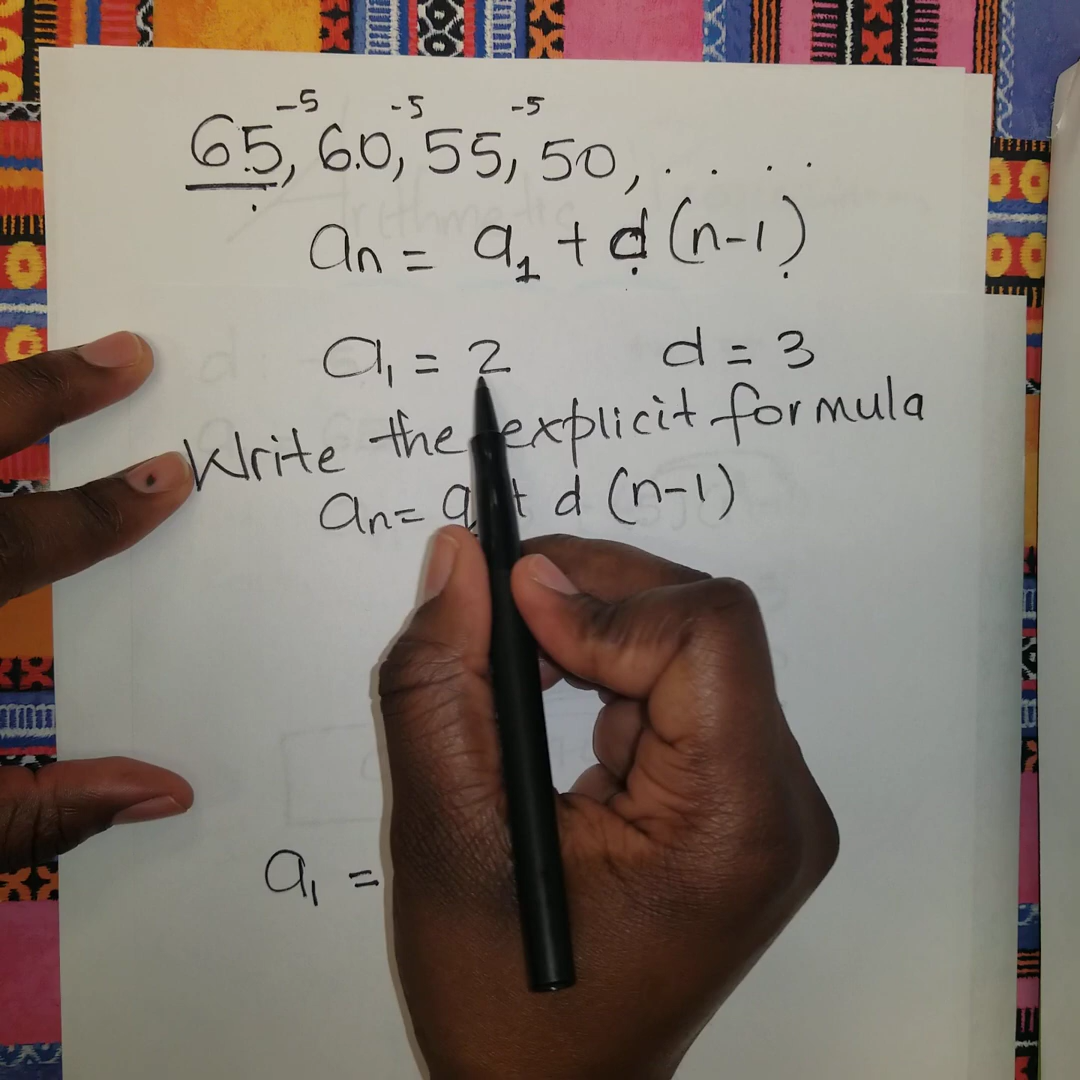 -5 -5 -5
65, 60, 55, 50, . . . .
an = a1 + d (n-1)
a1 = 2 d = 3
Write the explicit formula
an = a + d (n-1)
a1 =